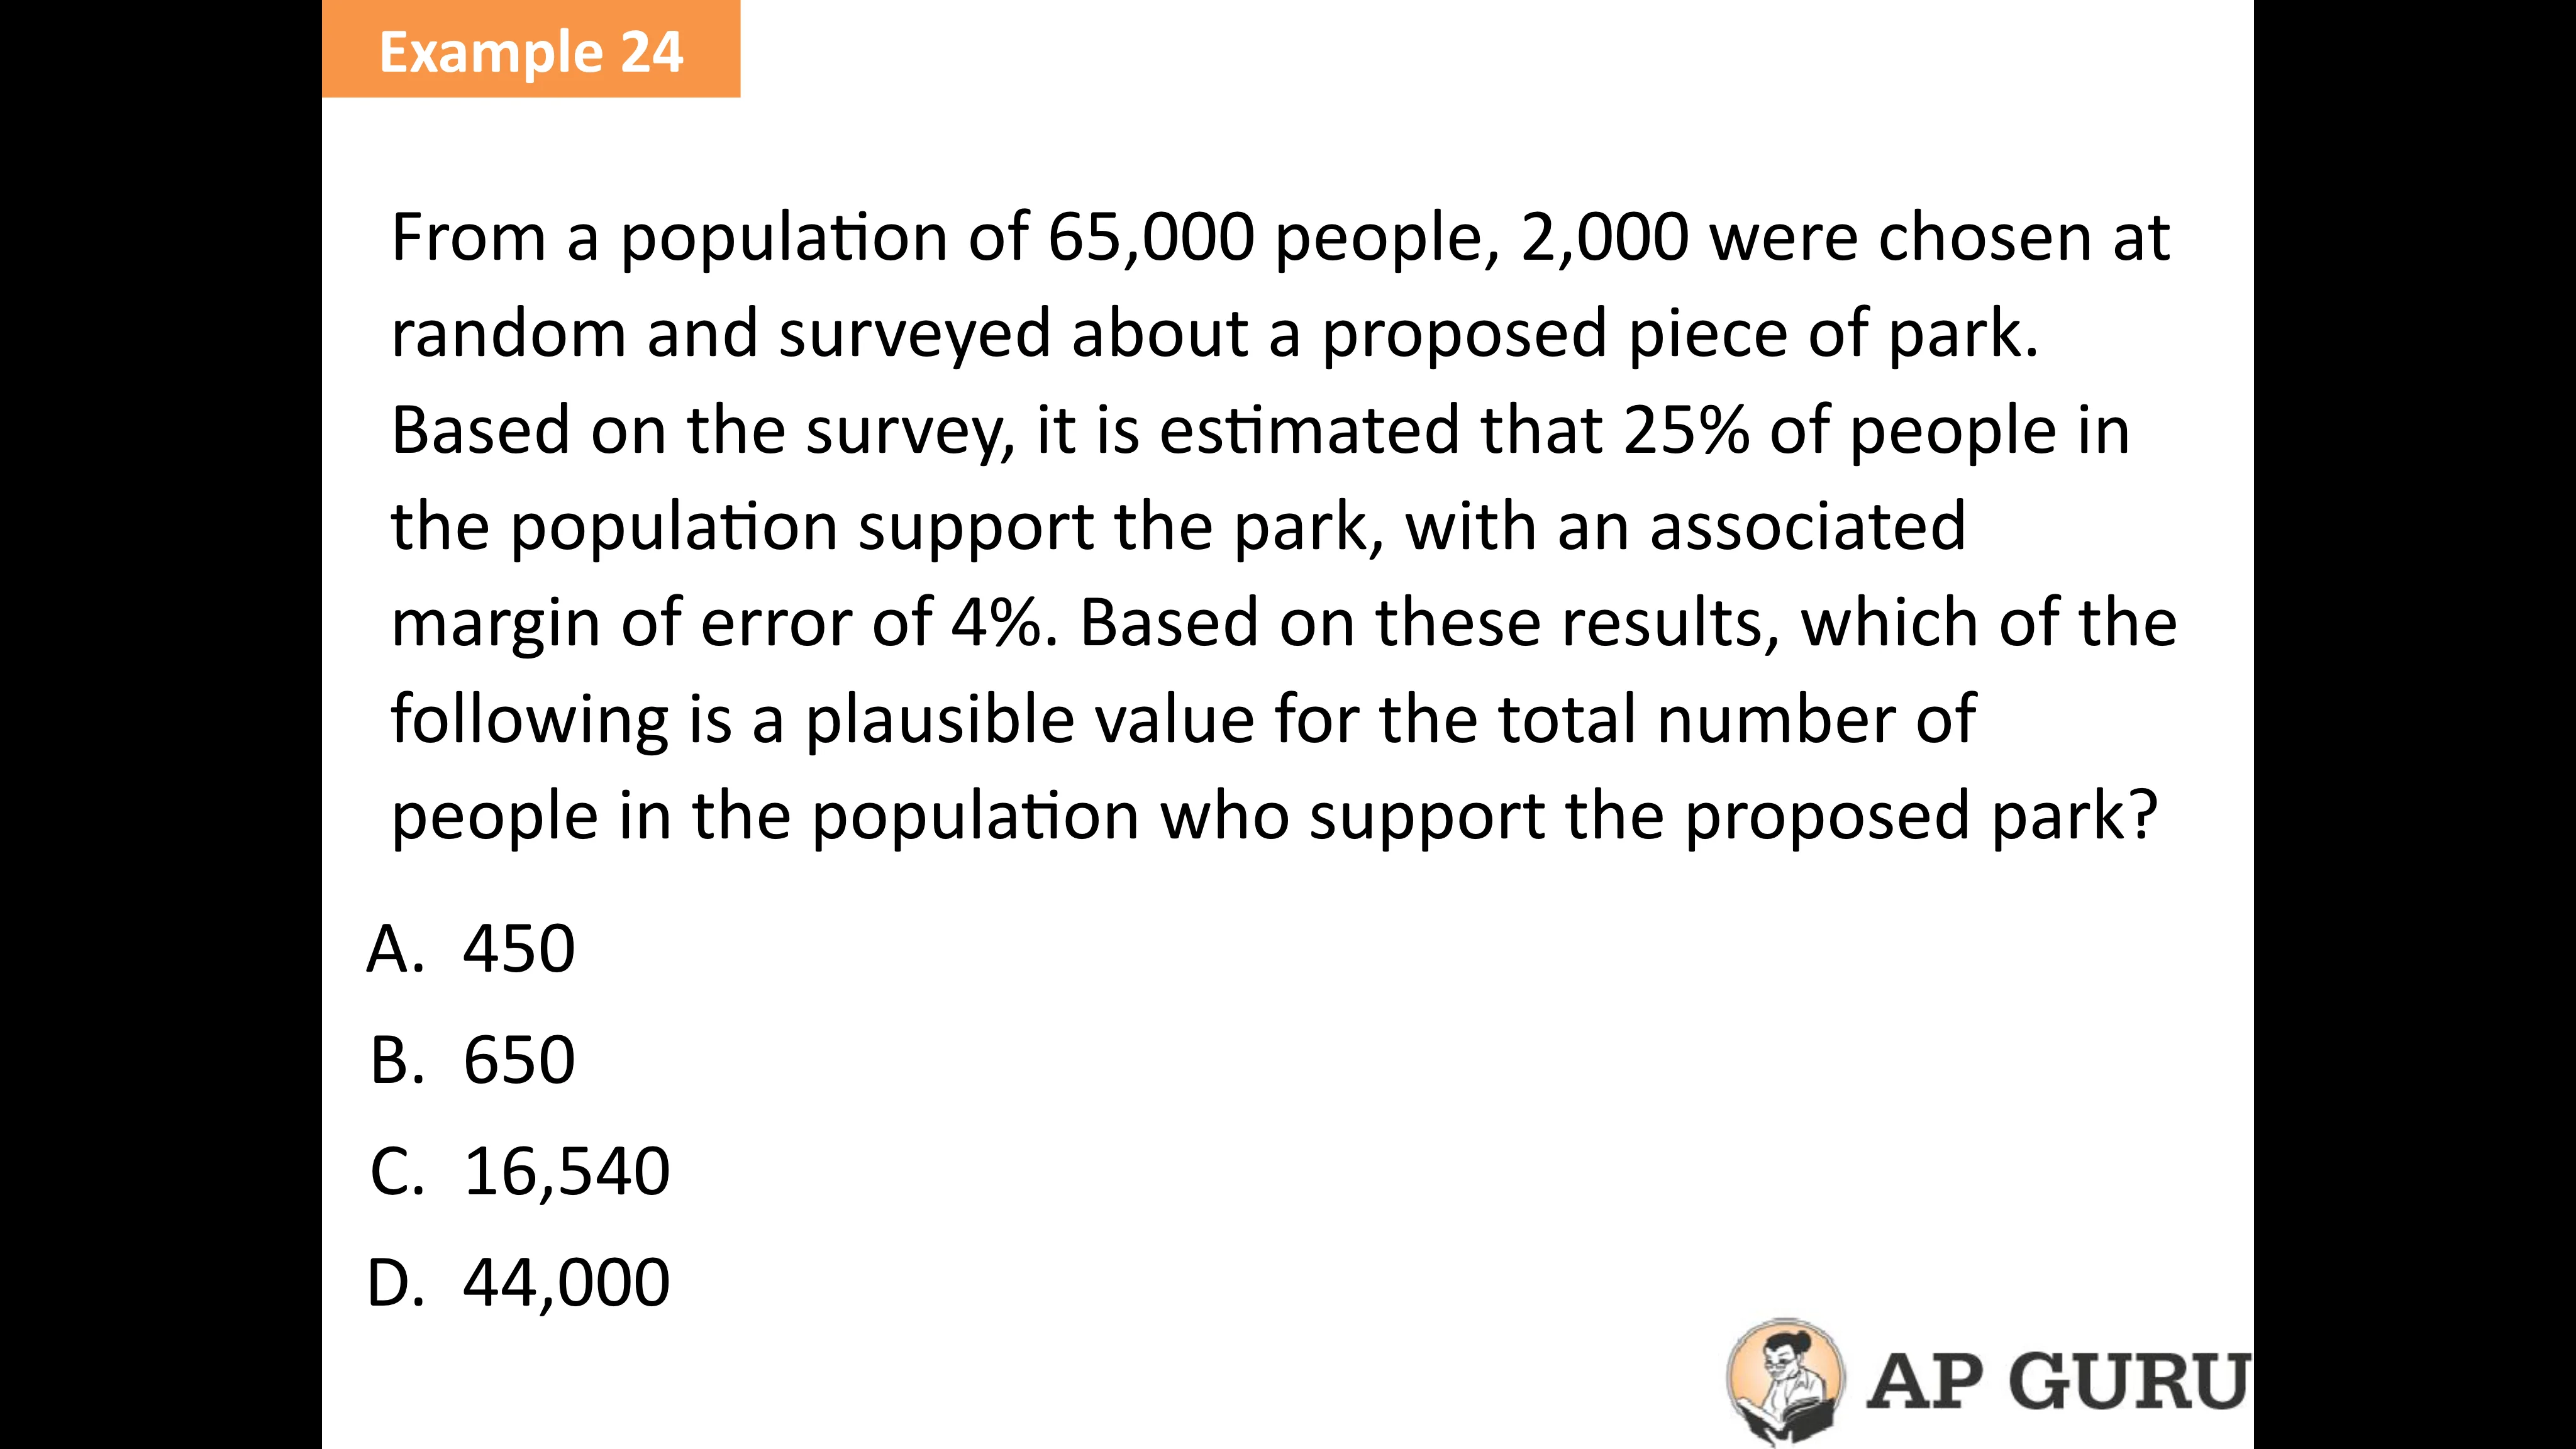 Example 24
From a population of 65,000 people, 2,000 were chosen at
random and surveyed about a proposed piece of park.
Based on the survey, it is estimated that 25% of people in
the population support the park, with an associated
margin of error of 4%. Based on these results, which of the
following is a plausible value for the total number of
people in the population who support the proposed park?
A. 450
B. 650
C. 16,540
D. 44,000
AP GURU